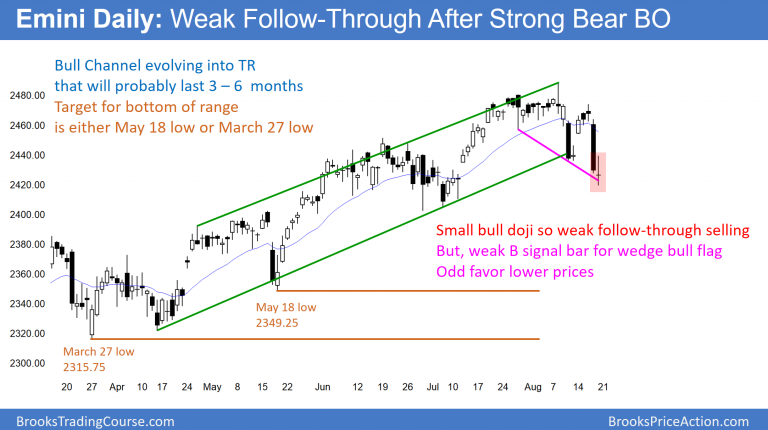 Emini Daily: Weak Follow-Through After Strong Bear BO
Bull Channel evolving into TR
that will probably last 3 – 6 months
Target for bottom of range
is either May 18 low or March 27 low
2480.00
2460.00
2440.00
2420.00
2400.00
2380.00
2360.00
2340.00
2320.00
2300.00
Small bull doji so weak follow-through selling
But, weak B signal bar for wedge bull flag
Odd favor lower prices
May 18 low
2349.25
March 27 low
2315.75
20 27 Apr 10 17 24 May 8 15 22 Jun 12 19 26 Jul 10 17 24 Aug 7 14 21
BrooksTradingCourse.com
BrooksPriceAction.com